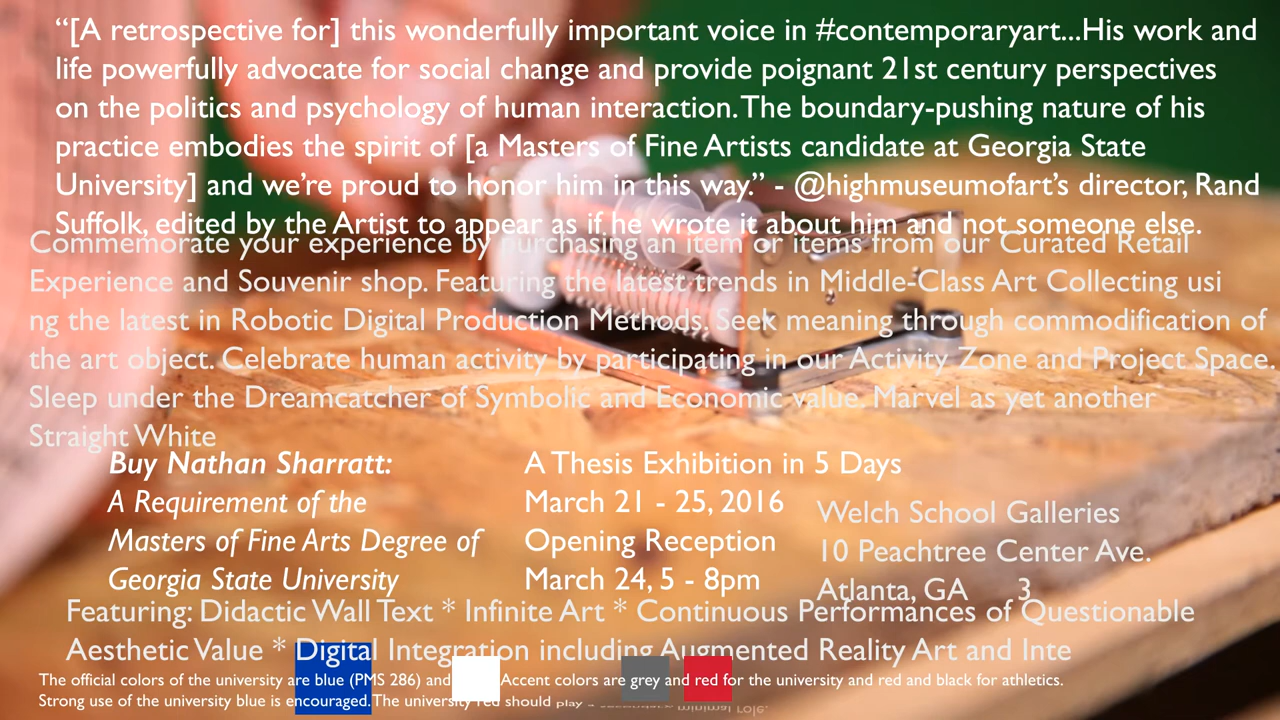 “[A retrospective for] this wonderfully important voice in #contemporaryart...His work and
life powerfully advocate for social change and provide poignant 21st century perspectives
on the politics and psychology of human interaction. The boundary-pushing nature of his
practice embodies the spirit of [a Masters of Fine Artists candidate at Georgia State
University] and we’re proud to honor him in this way.” - @highmuseumofart’s director, Rand
Suffolk, edited by the Artist to appear as if he wrote it about him and not someone else.
Commemorate your experience by purchasing an item or items from our Curated Retail
Experience and Souvenir shop. Featuring the latest trends in Middle-Class Art Collecting usi
ng the latest in Robotic Digital Production Methods. Seek meaning through commodification of
the art object. Celebrate human activity by participating in our Activity Zone and Project Space.
Sleep under the Dreamcatcher of Symbolic and Economic value. Marvel as yet another
Straight White
Buy Nathan Sharratt:
A Requirement of the
Masters of Fine Arts Degree of
Georgia State University
A Thesis Exhibition in 5 Days
March 21 - 25, 2016
Opening Reception
March 24, 5 - 8pm
Welch School Galleries
10 Peachtree Center Ave.
Atlanta, GA 3
Featuring: Didactic Wall Text * Infinite Art * Continuous Performances of Questionable
Aesthetic Value * Digital Integration including Augmented Reality Art and Inte
The official colors of the university are blue (PMS 286) and Accent colors are grey and red for the university and red and black for athletics.
Strong use of the university blue is encouraged. The university red should play a minimal role.